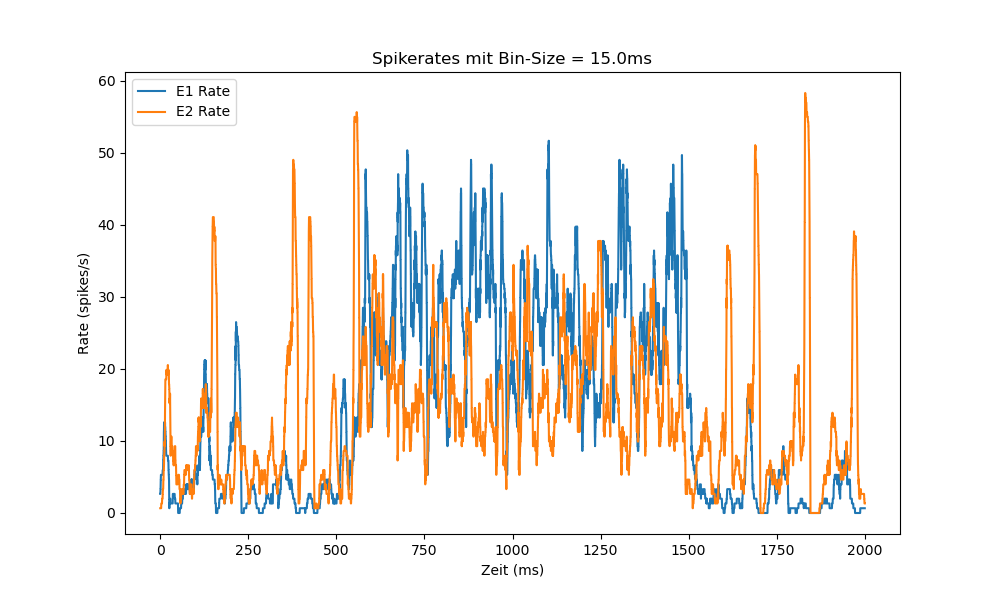 Spikerates mit Bin-Size = 15.0ms
E1 Rate
E2 Rate
60
50
40
30
20
10
0
Rate (spikes/s)
0 250 500 750 1000 1250 1500 1750 2000
Zeit (ms)